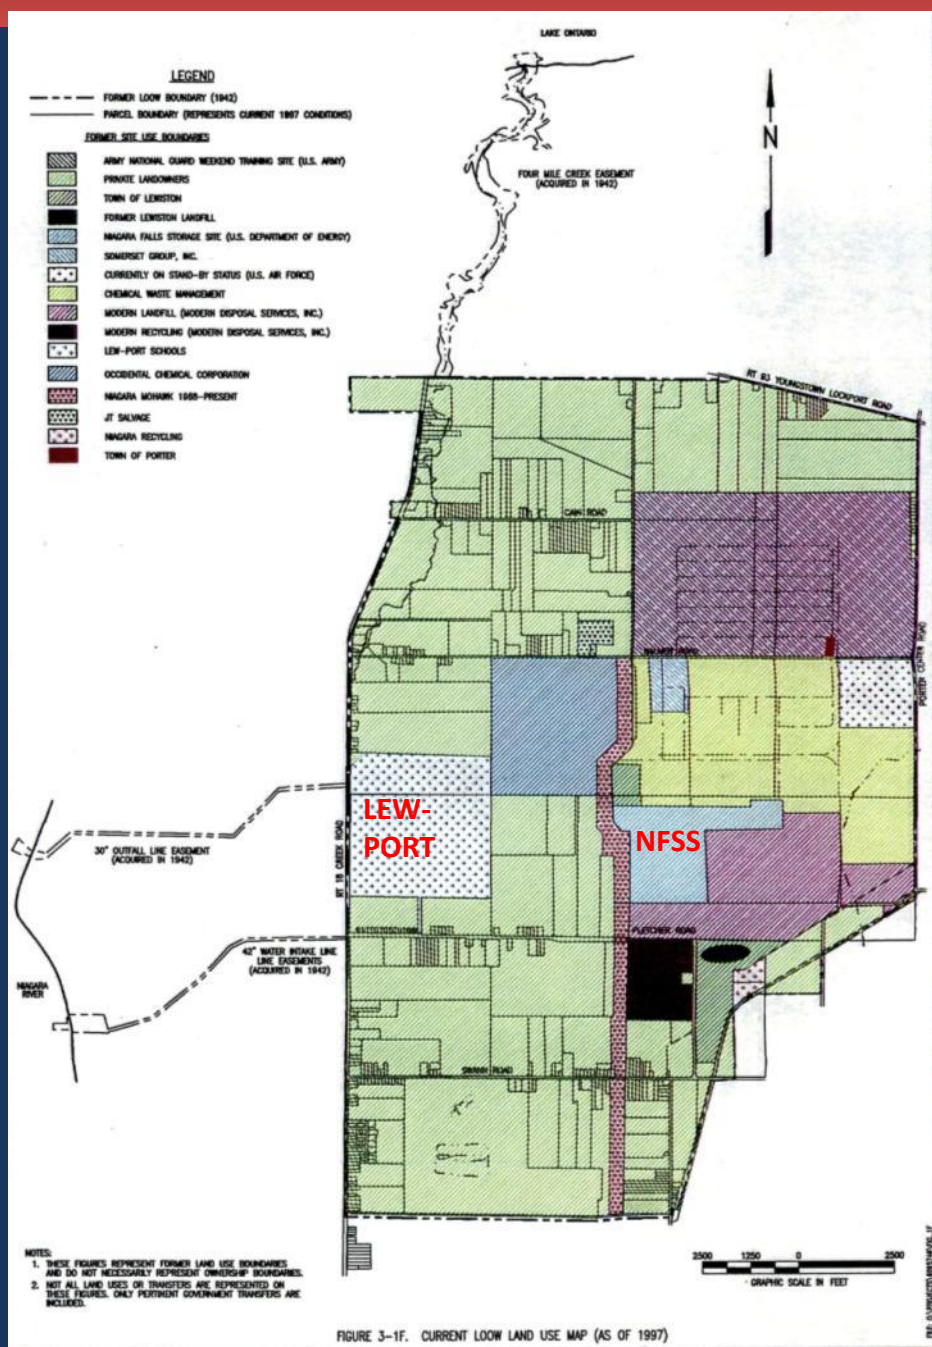 LAKE ONTARIO
LEGEND
FORMER LOOW BOUNDARY (1942)
PARCEL BOUNDARY (REPRESENTS CURRENT 1997 CONDITIONS)
FORMER SITE USE BOUNDARIES
ARMY NATIONAL GUARD WEEKEND TRAINING SITE (U.S. ARMY)
PRIVATE LANDOWNERS
TOWN OF LEWISTON
FORMER LEWISTON LANDFILL
NIAGARA FALLS STORAGE SITE (U.S. DEPARTMENT OF ENERGY)
SOMERSET GROUP, INC.
CURRENTLY ON STAND-BY STATUS (U.S. AIR FORCE)
CHEMICAL WASTE MANAGEMENT
MODERN LANDFILL (MODERN DISPOSAL SERVICES, INC.)
MODERN RECYCLING (MODERN DISPOSAL SERVICES, INC.)
LEW-PORT SCHOOLS
OCCIDENTAL CHEMICAL CORPORATION
NIAGARA MOHAWK 1968-PRESENT
JT SALVAGE
NIAGARA RECYCLING
TOWN OF PORTER
N
FOUR MILE CREEK EASEMENT
(ACQUIRED IN 1942)
RT 93 YOUNGSTOWN LOCKPORT ROAD
CAIN ROAD
BALMER ROAD
PORTER CENTER ROAD
LEW-
PORT
NFSS
RT 18 CREEK ROAD
30" OUTFALL LINE EASEMENT
(ACQUIRED IN 1942)
42" WATER INTAKE LINE
LINE EASEMENTS
(ACQUIRED IN 1942)
NIAGARA
RIVER
PLETCHER ROAD
SWANN ROAD
NOTES:
1. THESE FIGURES REPRESENT FORMER LAND USE BOUNDARIES
AND DO NOT NECESSARILY REPRESENT OWNERSHIP BOUNDARIES.
2. NOT ALL LAND USES OR TRANSFERS ARE REPRESENTED ON
THESE FIGURES. ONLY PERTINENT GOVERNMENT TRANSFERS ARE
INCLUDED.
2500 1250 0 2500
GRAPHIC SCALE IN FEET
FIGURE 3-1F. CURRENT LOOW LAND USE MAP (AS OF 1997)